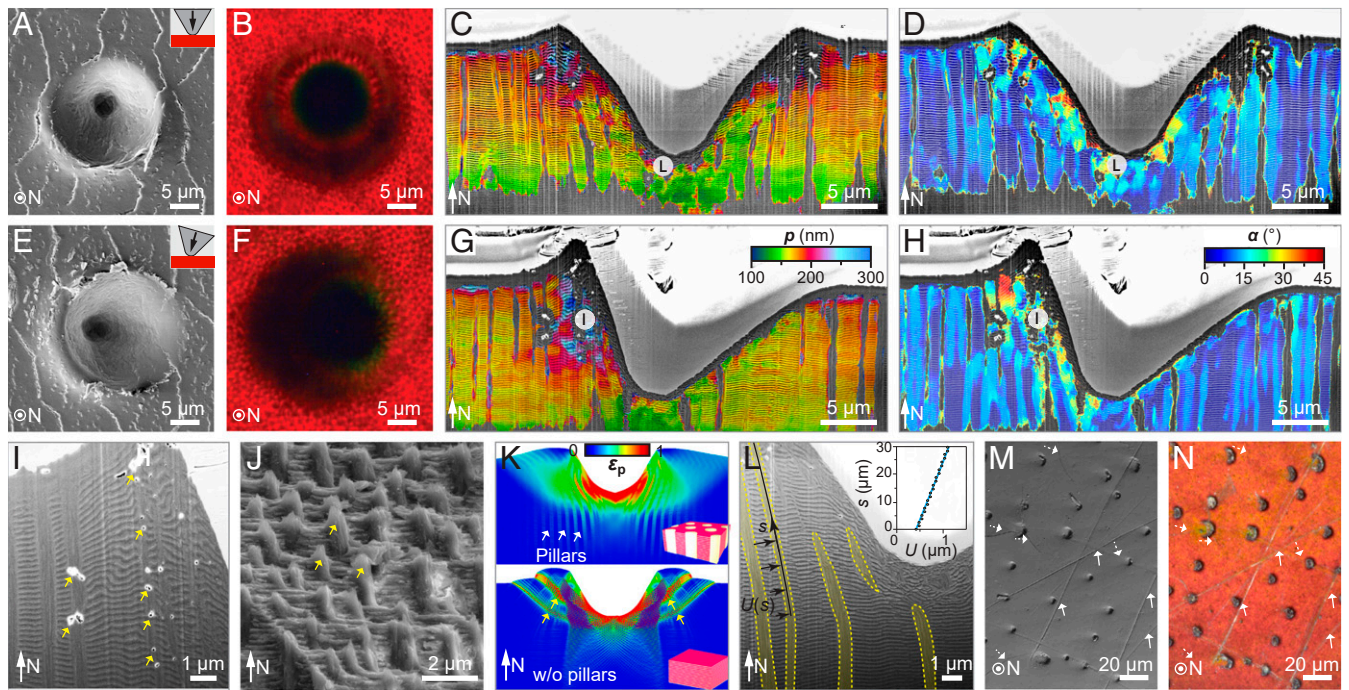 A
N
5 µm
B
5 µm
C
L
N
5 µm
D
L
N
5 µm
E
N
5 µm
F
5 µm
G
p (nm)
100 200 300
I
N
5 µm
H
α (°)
0 15 30 45
I
N
5 µm
I
N
1 µm
J
N
2 µm
K
0 1
εp
Pillars
N
w/o pillars
L
30
20
10
0
s (µm)
0 1
U (µm)
s
U(s)
N
1 µm
M
N
20 µm
N
N
20 µm